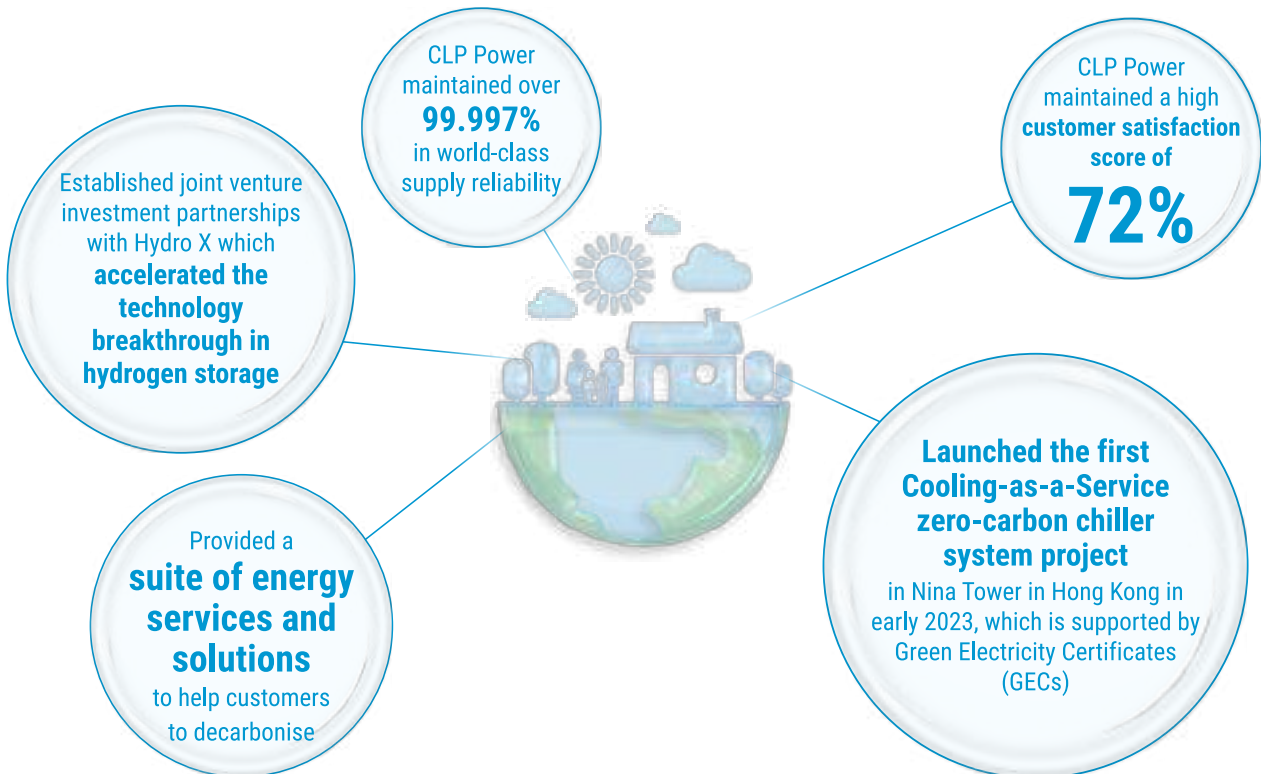 CLP Power
maintained over
99.997%
in world-class
supply reliability
CLP Power
maintained a high
customer satisfaction
score of
72%
Established joint venture
investment partnerships
with Hydro X which
accelerated the
technology
breakthrough in
hydrogen storage
Launched the first
Cooling-as-a-Service
zero-carbon chiller
system project
in Nina Tower in Hong Kong in
early 2023, which is supported by
Green Electricity Certificates
(GECs)
Provided a
suite of energy
services and
solutions
to help customers
to decarbonise